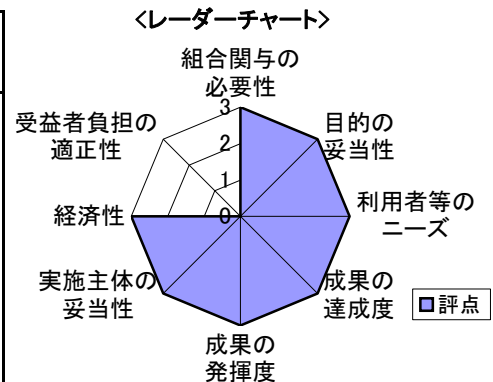 <レーダーチャート>
組合関与の
必要性
目的の
妥当性
利用者等の
ニーズ
成果の
達成度
成果の
発揮度
実施主体の
妥当性
経済性
受益者負担の
適正性
3
2
1
0
評点